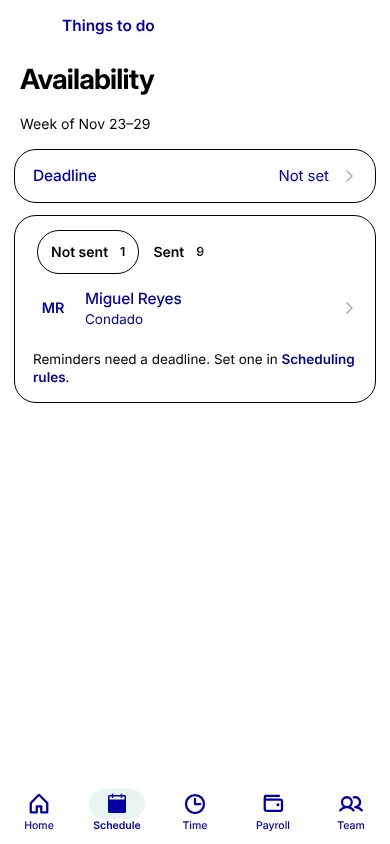 Things to do
Availability
Week of Nov 23–29
Deadline Not set
Not sent 1 Sent 9
MR Miguel Reyes
Condado
Reminders need a deadline. Set one in Scheduling
rules.
Home Schedule Time Payroll Team